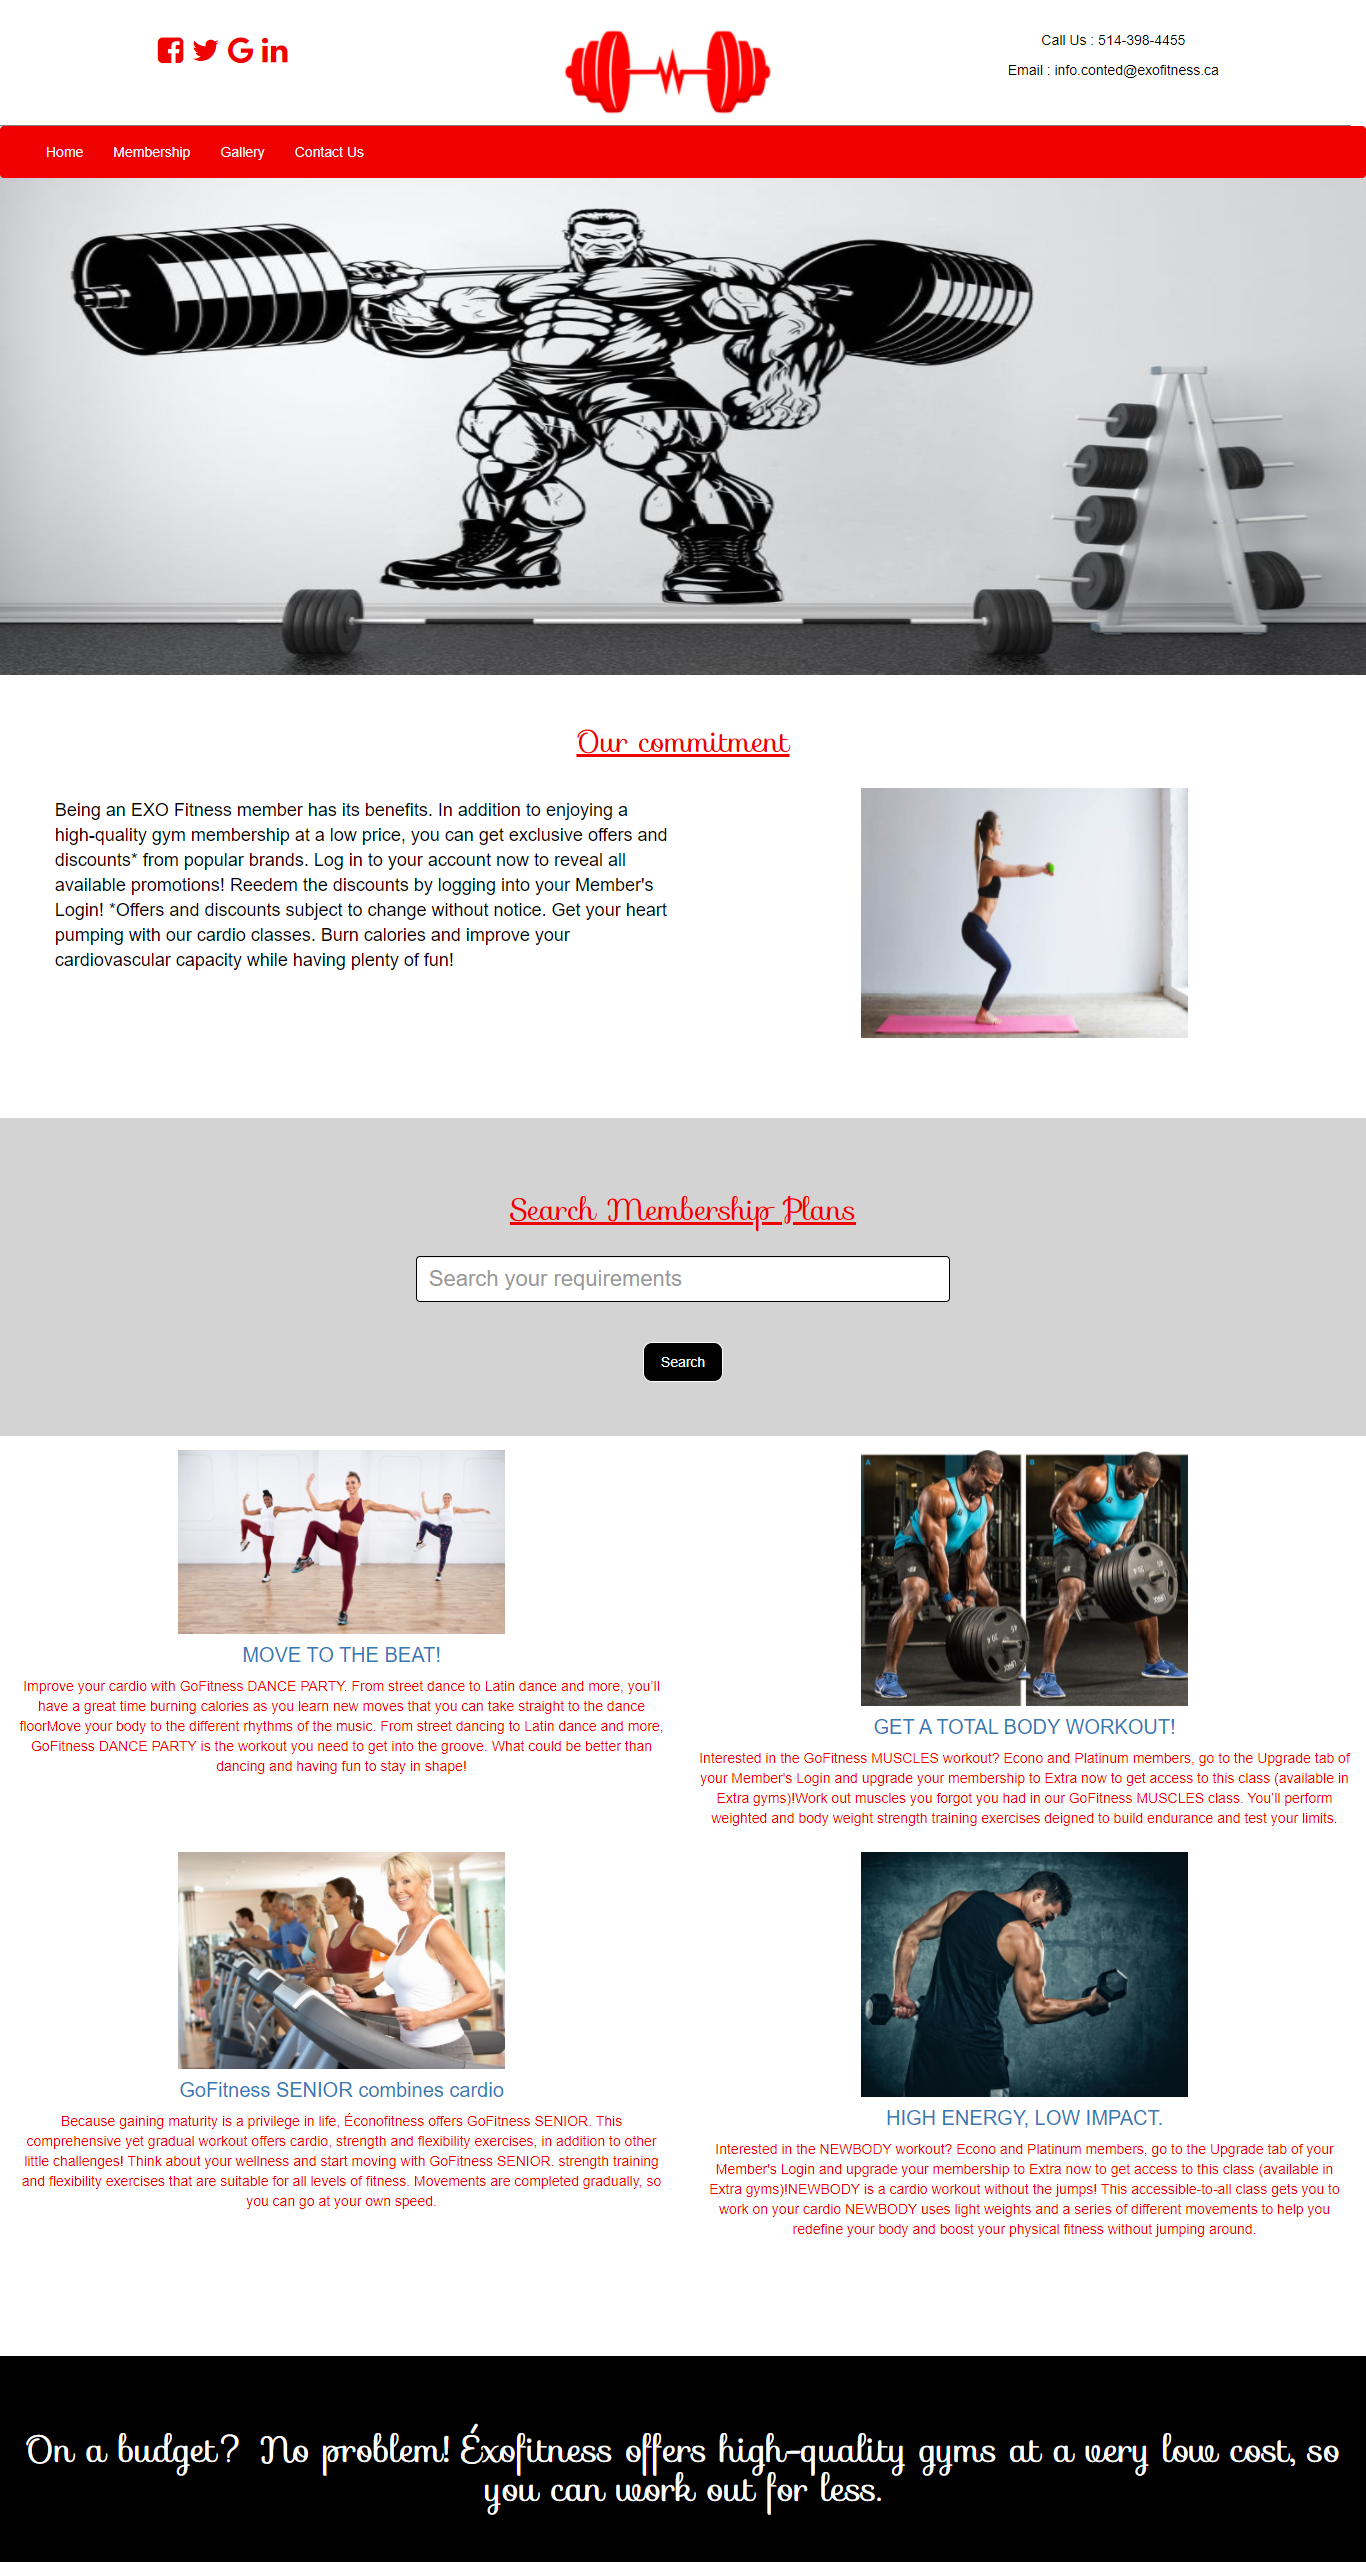 Call Us : 514-398-4455
Email : info.conted@exofitness.ca
Home Membership Gallery Contact Us
Our commitment
Being an EXO Fitness member has its benefits. In addition to enjoying a
high-quality gym membership at a low price, you can get exclusive offers and
discounts* from popular brands. Log in to your account now to reveal all
available promotions! Reedem the discounts by logging into your Member's
Login! *Offers and discounts subject to change without notice. Get your heart
pumping with our cardio classes. Burn calories and improve your
cardiovascular capacity while having plenty of fun!
Search Membership Plans
Search your requirements
Search
MOVE TO THE BEAT!
Improve your cardio with GoFitness DANCE PARTY. From street dance to Latin dance and more, you'll
have a great time burning calories as you learn new moves that you can take straight to the dance
floorMove your body to the different rhythms of the music. From street dancing to Latin dance and more,
GoFitness DANCE PARTY is the workout you need to get into the groove. What could be better than
dancing and having fun to stay in shape!
A B
GET A TOTAL BODY WORKOUT!
Interested in the GoFitness MUSCLES workout? Econo and Platinum members, go to the Upgrade tab of
your Member's Login and upgrade your membership to Extra now to get access to this class (available in
Extra gyms)!Work out muscles you forgot you had in our GoFitness MUSCLES class. You'll perform
weighted and body weight strength training exercises deigned to build endurance and test your limits.
GoFitness SENIOR combines cardio
Because gaining maturity is a privilege in life, Éconofitness offers GoFitness SENIOR. This
comprehensive yet gradual workout offers cardio, strength and flexibility exercises, in addition to other
little challenges! Think about your wellness and start moving with GoFitness SENIOR. strength training
and flexibility exercises that are suitable for all levels of fitness. Movements are completed gradually, so
you can go at your own speed.
HIGH ENERGY, LOW IMPACT.
Interested in the NEWBODY workout? Econo and Platinum members, go to the Upgrade tab of your
Member's Login and upgrade your membership to Extra now to get access to this class (available in
Extra gyms)!NEWBODY is a cardio workout without the jumps! This accessible-to-all class gets you to
work on your cardio NEWBODY uses light weights and a series of different movements to help you
redefine your body and boost your physical fitness without jumping around.
On a budget? No problem! Éxofitness offers high-quality gyms at a very low cost, so
you can work out for less.